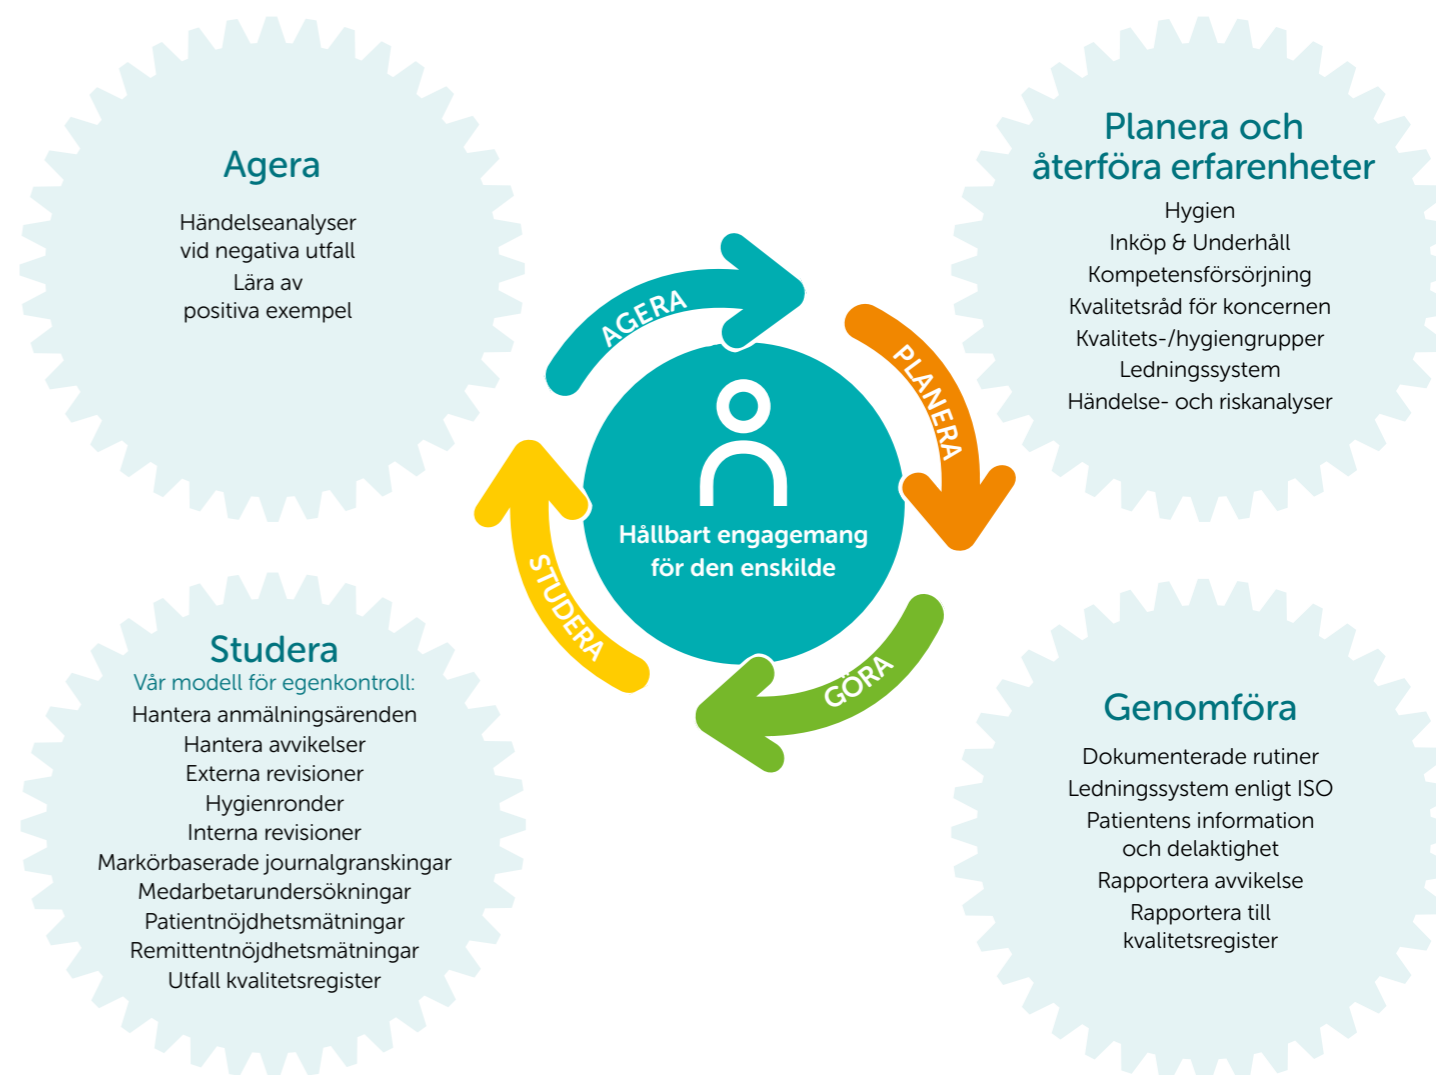 Agera
Händelseanalyser
vid negativa utfall
Lära av
positiva exempel
Planera och
återföra erfarenheter
Hygien
Inköp & Underhåll
Kompetensförsörjning
Kvalitetsråd för koncernen
Kvalitets-/hygiengrupper
Ledningssystem
Händelse- och riskanalyser
AGERA
PLANERA
GÖRA
STUDERA
Hållbart engagemang
för den enskilde
Studera
Vår modell för egenkontroll:
Hantera anmälningsärenden
Hantera avvikelser
Externa revisioner
Hygienronder
Interna revisioner
Markörbaserade journalgranskingar
Medarbetarundersökningar
Patientnöjdhetsmätningar
Remittentnöjdhetsmätningar
Utfall kvalitetsregister
Genomföra
Dokumenterade rutiner
Ledningssystem enligt ISO
Patientens information
och delaktighet
Rapportera avvikelse
Rapportera till
kvalitetsregister